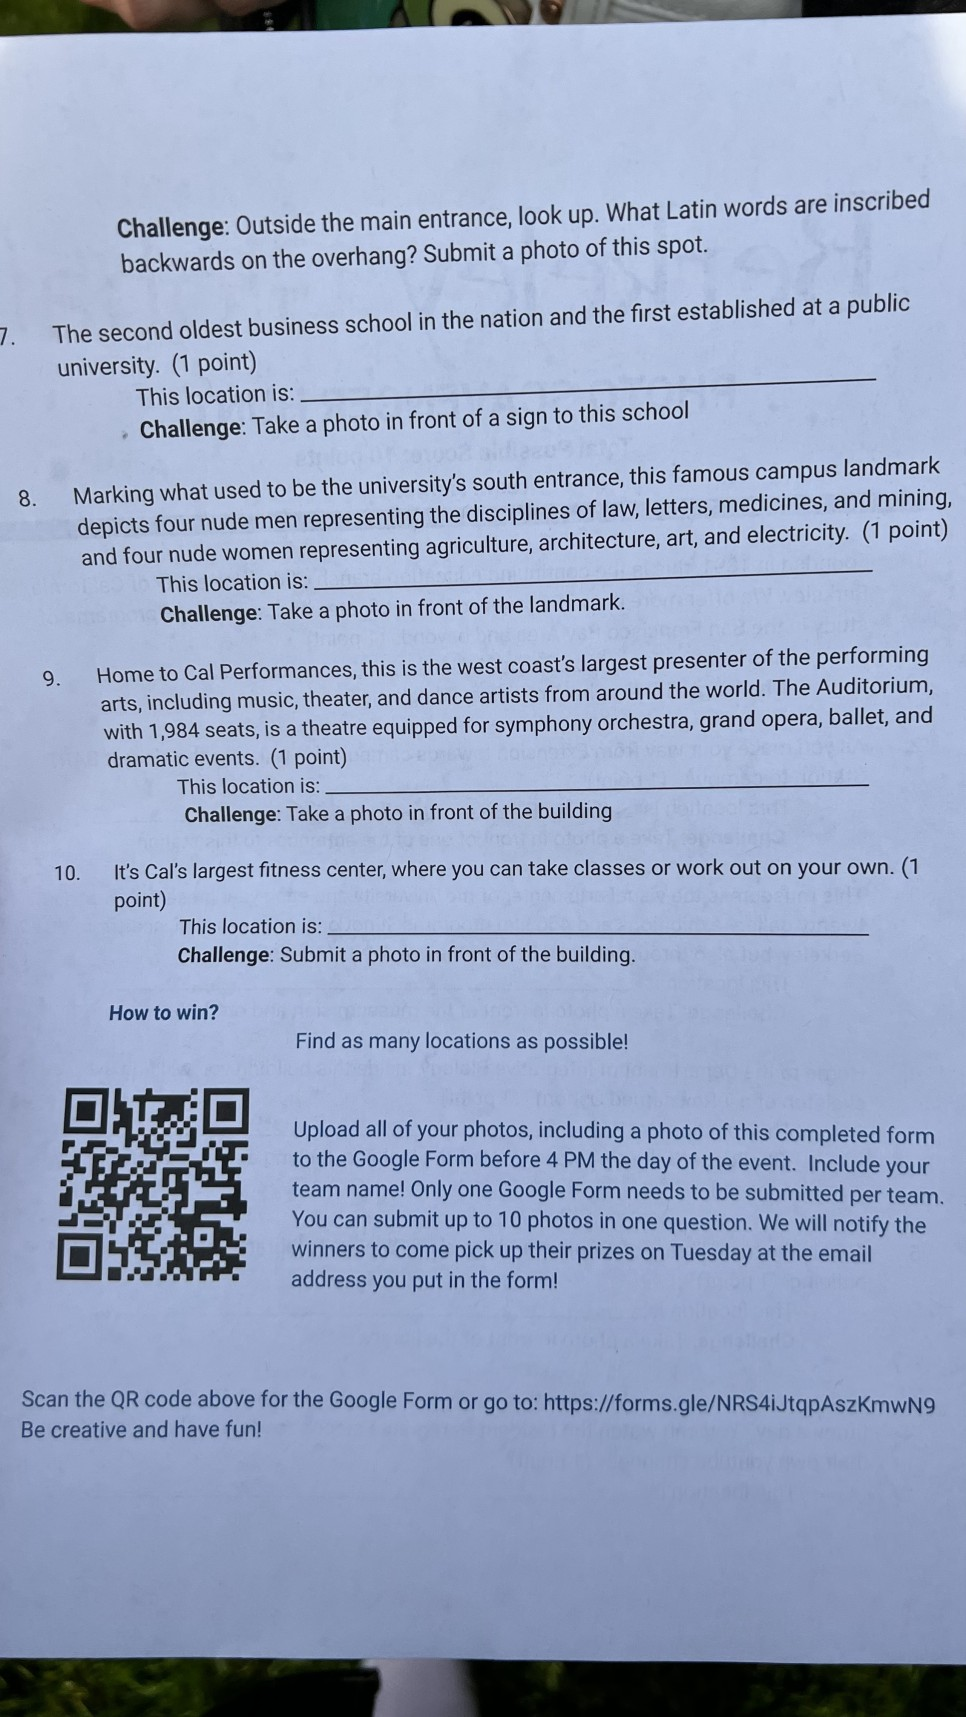 Challenge: Outside the main entrance, look up. What Latin words are inscribed
backwards on the overhang? Submit a photo of this spot.
7. The second oldest business school in the nation and the first established at a public
university. (1 point)
This location is:
Challenge: Take a photo in front of a sign to this school
8. Marking what used to be the university's south entrance, this famous campus landmark
depicts four nude men representing the disciplines of law, letters, medicines, and mining,
and four nude women representing agriculture, architecture, art, and electricity. (1 point)
This location is:
Challenge: Take a photo in front of the landmark.
9. Home to Cal Performances, this is the west coast's largest presenter of the performing
arts, including music, theater, and dance artists from around the world. The Auditorium,
with 1,984 seats, is a theatre equipped for symphony orchestra, grand opera, ballet, and
dramatic events. (1 point)
This location is:
Challenge: Take a photo in front of the building
10. It's Cal's largest fitness center, where you can take classes or work out on your own. (1
point)
This location is:
Challenge: Submit a photo in front of the building.
How to win?
Find as many locations as possible!
Upload all of your photos, including a photo of this completed form
to the Google Form before 4 PM the day of the event. Include your
team name! Only one Google Form needs to be submitted per team.
You can submit up to 10 photos in one question. We will notify the
winners to come pick up their prizes on Tuesday at the email
address you put in the form!
Scan the QR code above for the Google Form or go to: https://forms.gle/NRS4iJtqpAszKmwN9
Be creative and have fun!